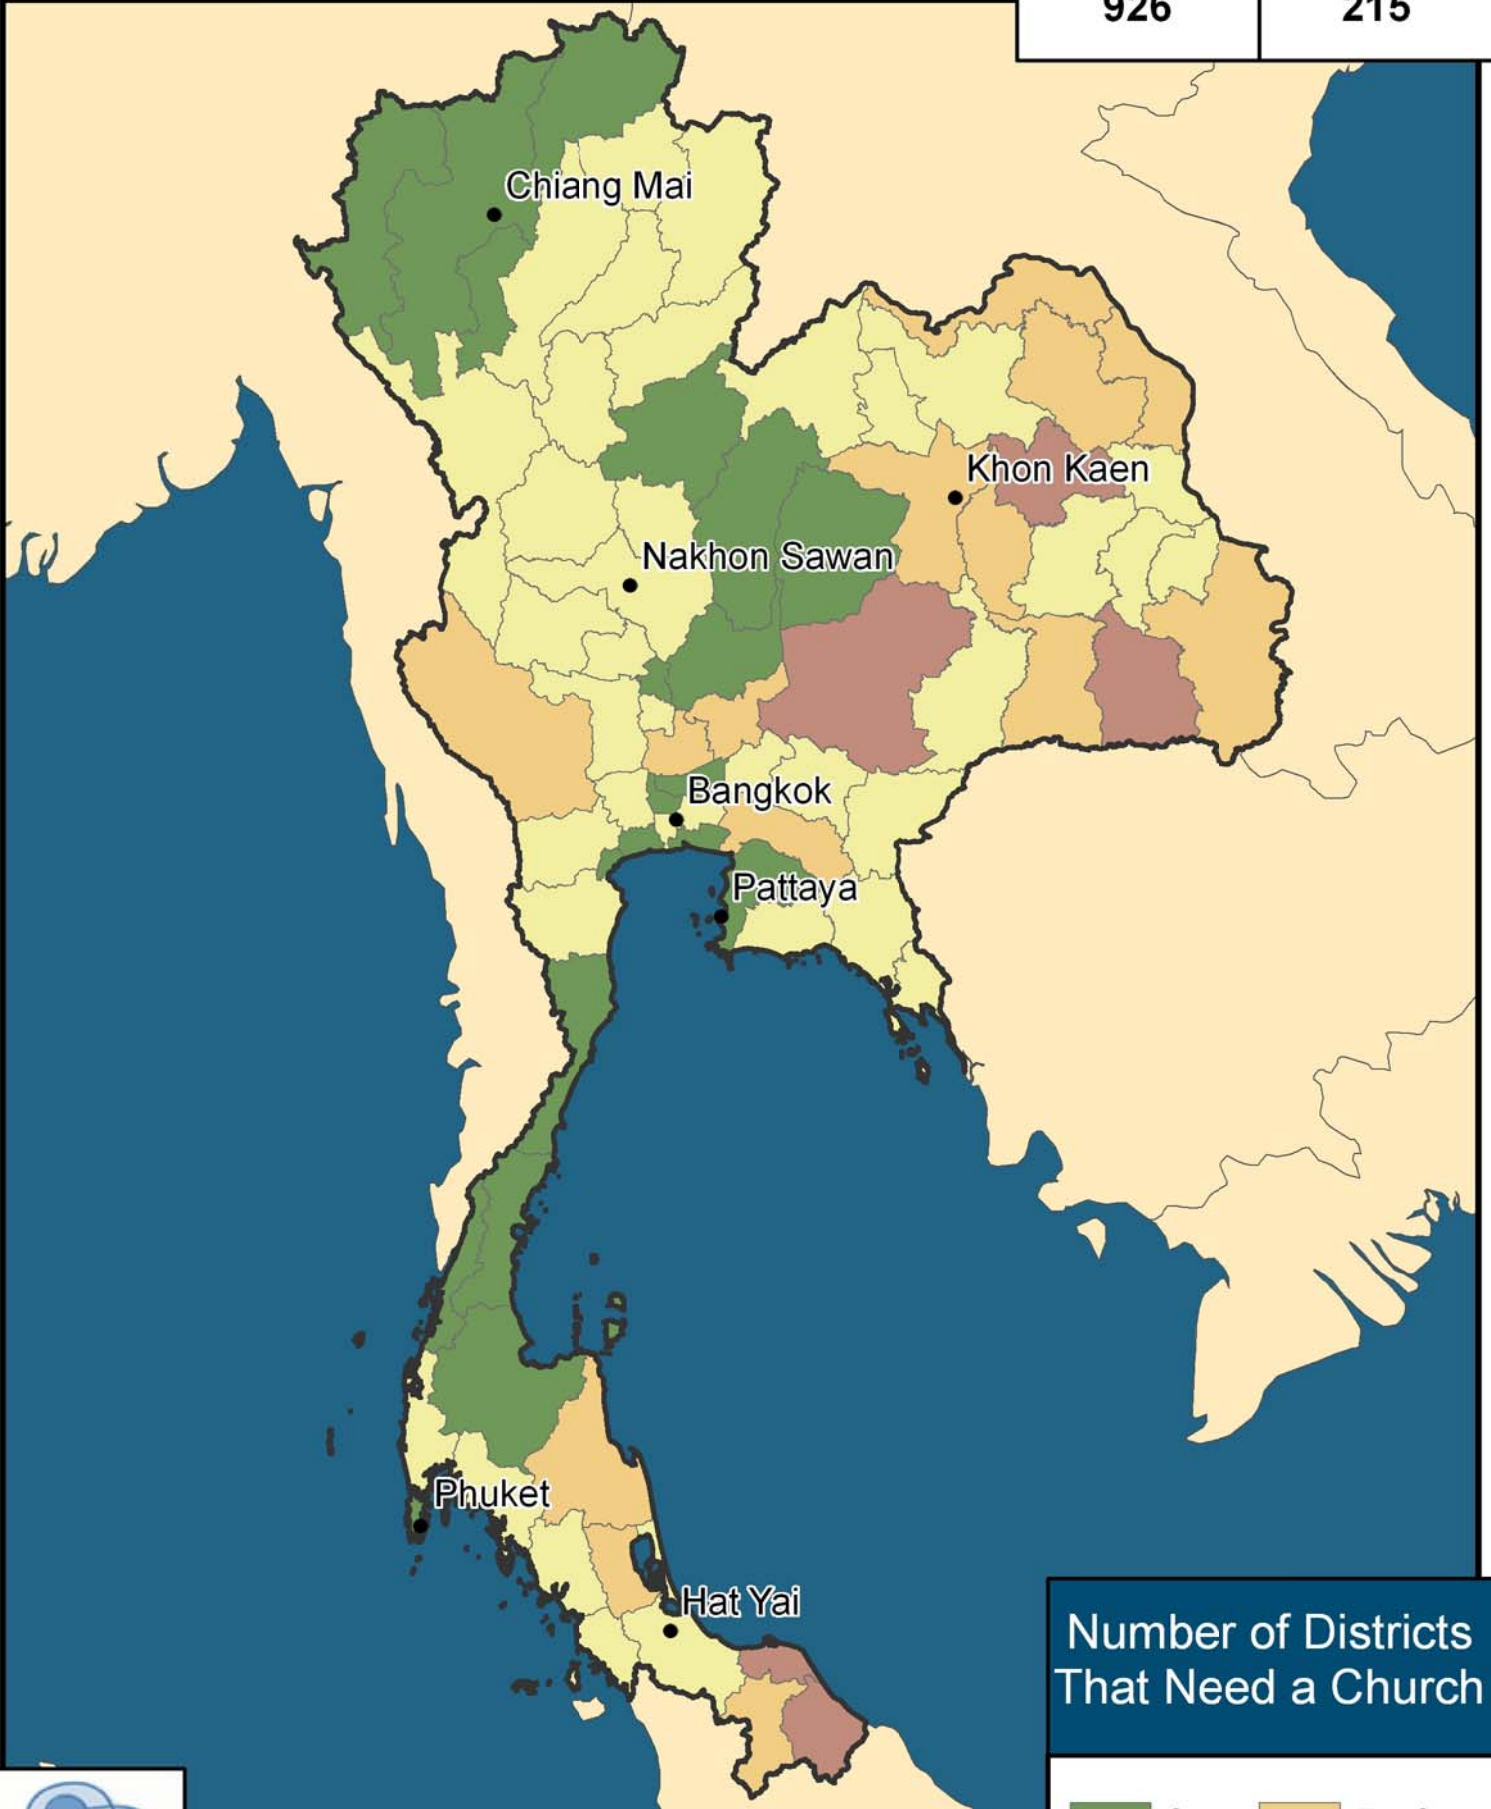 926 215
Chiang Mai
Khon Kaen
Nakhon Sawan
Bangkok
Pattaya
Phuket
Hat Yai
Number of Districts
That Need a Church